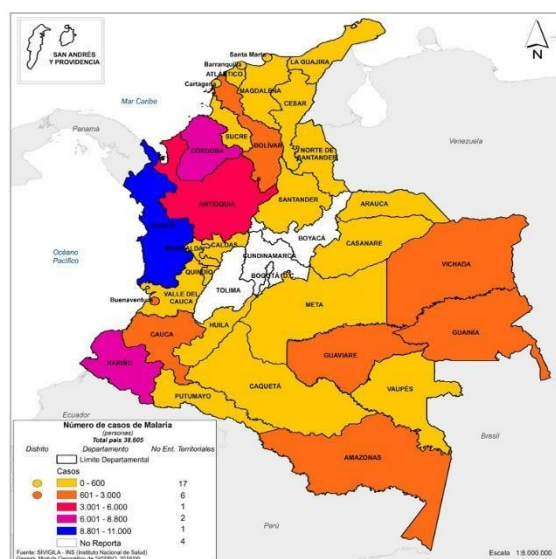 SAN ANDRÉS
Y PROVIDENCIA
N
Santa Marta
Barranquilla
LA GUAJIRA
ATLÁNTICO
Cartagena
MAGDALENA
Mar Caribe
CESAR
Panamá
SUCRE
Venezuela
CÓRDOBA
BOLÍVAR
NORTE DE
SANTANDER
ANTIOQUIA
SANTANDER
ARAUCA
BOYACÁ
CALDAS
CASANARE
VICHADA
Océano
Pacífico
CUNDINAMARCA
QUINDÍO
BOGOTÁ D.C.
VALLE DEL
CAUCA
TOLIMA
Buenaventura
META
GUAINÍA
CAUCA
HUILA
GUAVIARE
NARIÑO
VAUPÉS
CAQUETÁ
PUTUMAYO
Ecuador
Brasil
AMAZONAS
Perú
Número de casos de Malaria
(personas)
Total país 38.605
Distrito Departamento No Ent. Territoriales
Límite Departamental
Casos
0 - 600 17
601 - 3.000 6
3.001 - 6.000 1
6.001 - 8.800 2
8.801 - 11.000 1
No Reporta 4
Fuente: SIVIGILA - INS (Instituto Nacional de Salud)
Escala 1:8.000.000